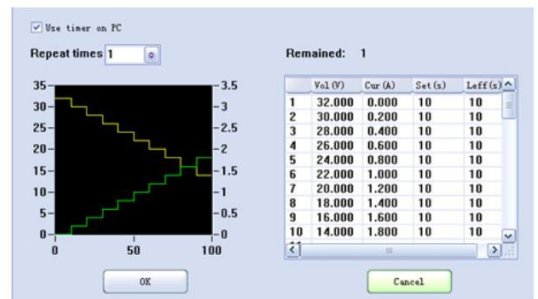 Use timer on PC
Repeat times 1
Remained: 1
35 3.5
30 3
25 2.5
20 2
15 1.5
10 1
5 0.5
0 0
0 50 100
Vol(V) Cur(A) Set(s) Leff(s)
1 32.000 0.000 10 10
2 30.000 0.200 10 10
3 28.000 0.400 10 10
4 26.000 0.600 10 10
5 24.000 0.800 10 10
6 22.000 1.000 10 10
7 20.000 1.200 10 10
8 18.000 1.400 10 10
9 16.000 1.600 10 10
10 14.000 1.800 10 10
OK
Cancel